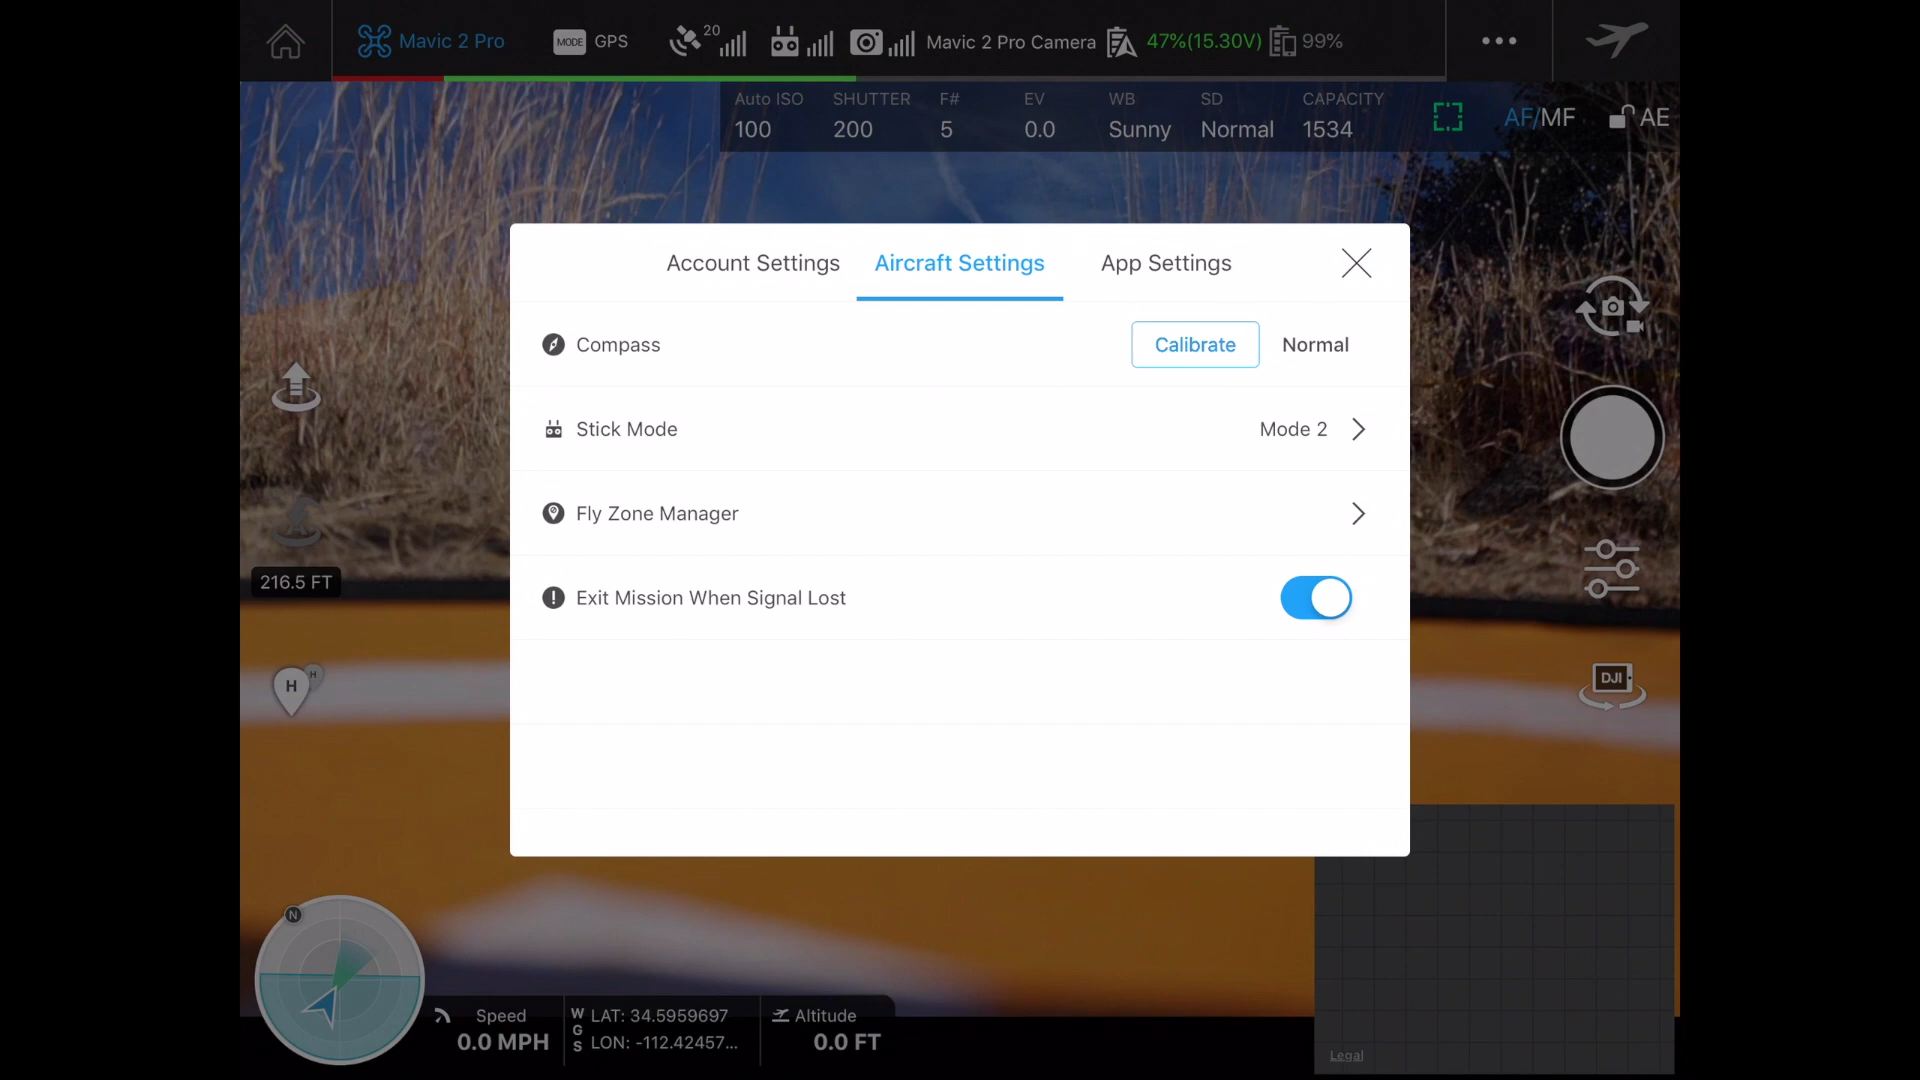 Mavic 2 Pro MODE GPS 20 Mavic 2 Pro Camera 47%(15.30V) 99%
Auto ISO SHUTTER F# EV WB SD CAPACITY
100 200 5 0.0 Sunny Normal 1534 AF/MF AE
Account Settings Aircraft Settings App Settings
Compass Calibrate Normal
Stick Mode Mode 2
Fly Zone Manager
216.5 FT
Exit Mission When Signal Lost
H H
DJI
N
Speed WGS LAT: 34.5959697 Altitude
0.0 MPH LON: -112.42457... 0.0 FT
Legal